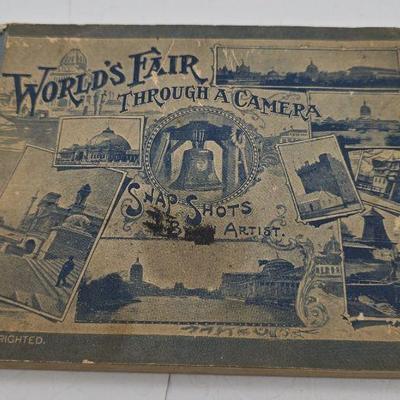 WORLD'S FAIR
THROUGH A CAMERA
SNAP SHOTS
ARTIST.
RIGHTED.